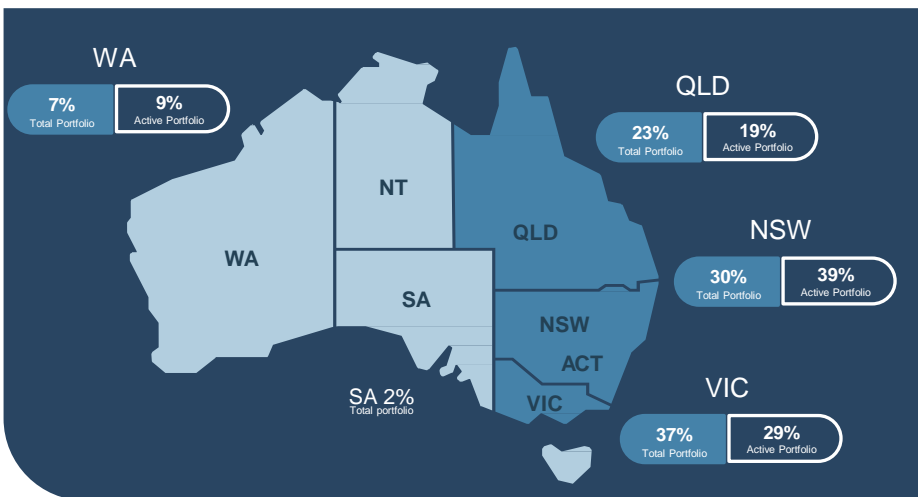 WA
7%
Total Portfolio
9%
Active Portfolio
QLD
23%
Total Portfolio
19%
Active Portfolio
NT
QLD
WA
NSW
30%
Total Portfolio
39%
Active Portfolio
SA
NSW
ACT
SA 2%
Total portfolio
VIC
VIC
37%
Total Portfolio
29%
Active Portfolio